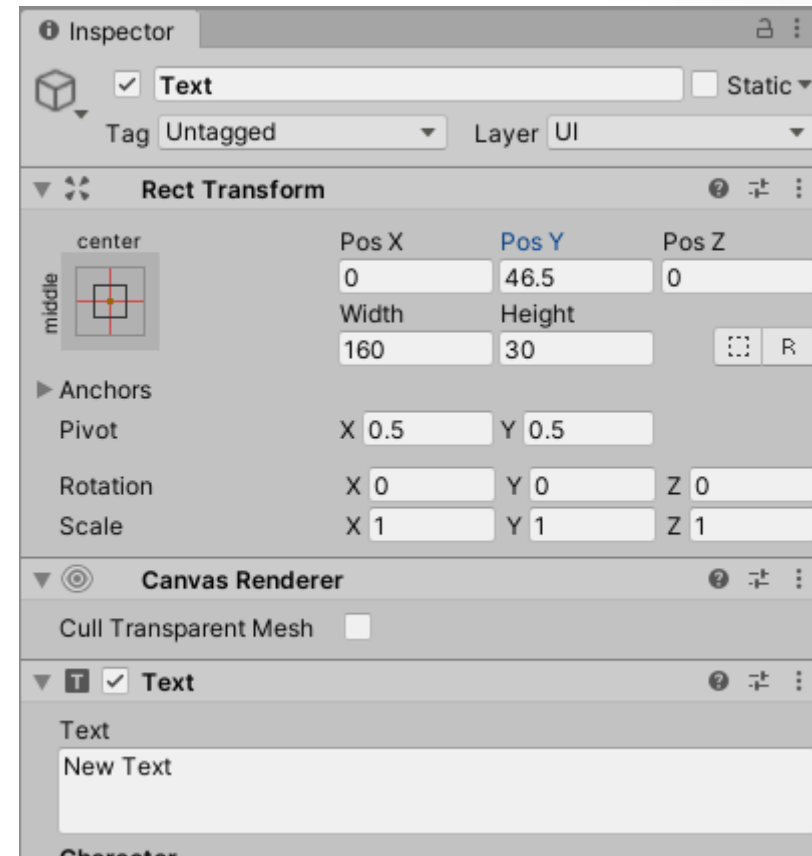 Inspector
Text Static
Tag Untagged Layer UI
Rect Transform
center
middle
Pos X Pos Y Pos Z
0 46.5 0
Width Height
160 30
R
Anchors
Pivot X 0.5 Y 0.5
Rotation X 0 Y 0 Z 0
Scale X 1 Y 1 Z 1
Canvas Renderer
Cull Transparent Mesh
T Text
Text
New Text
Character